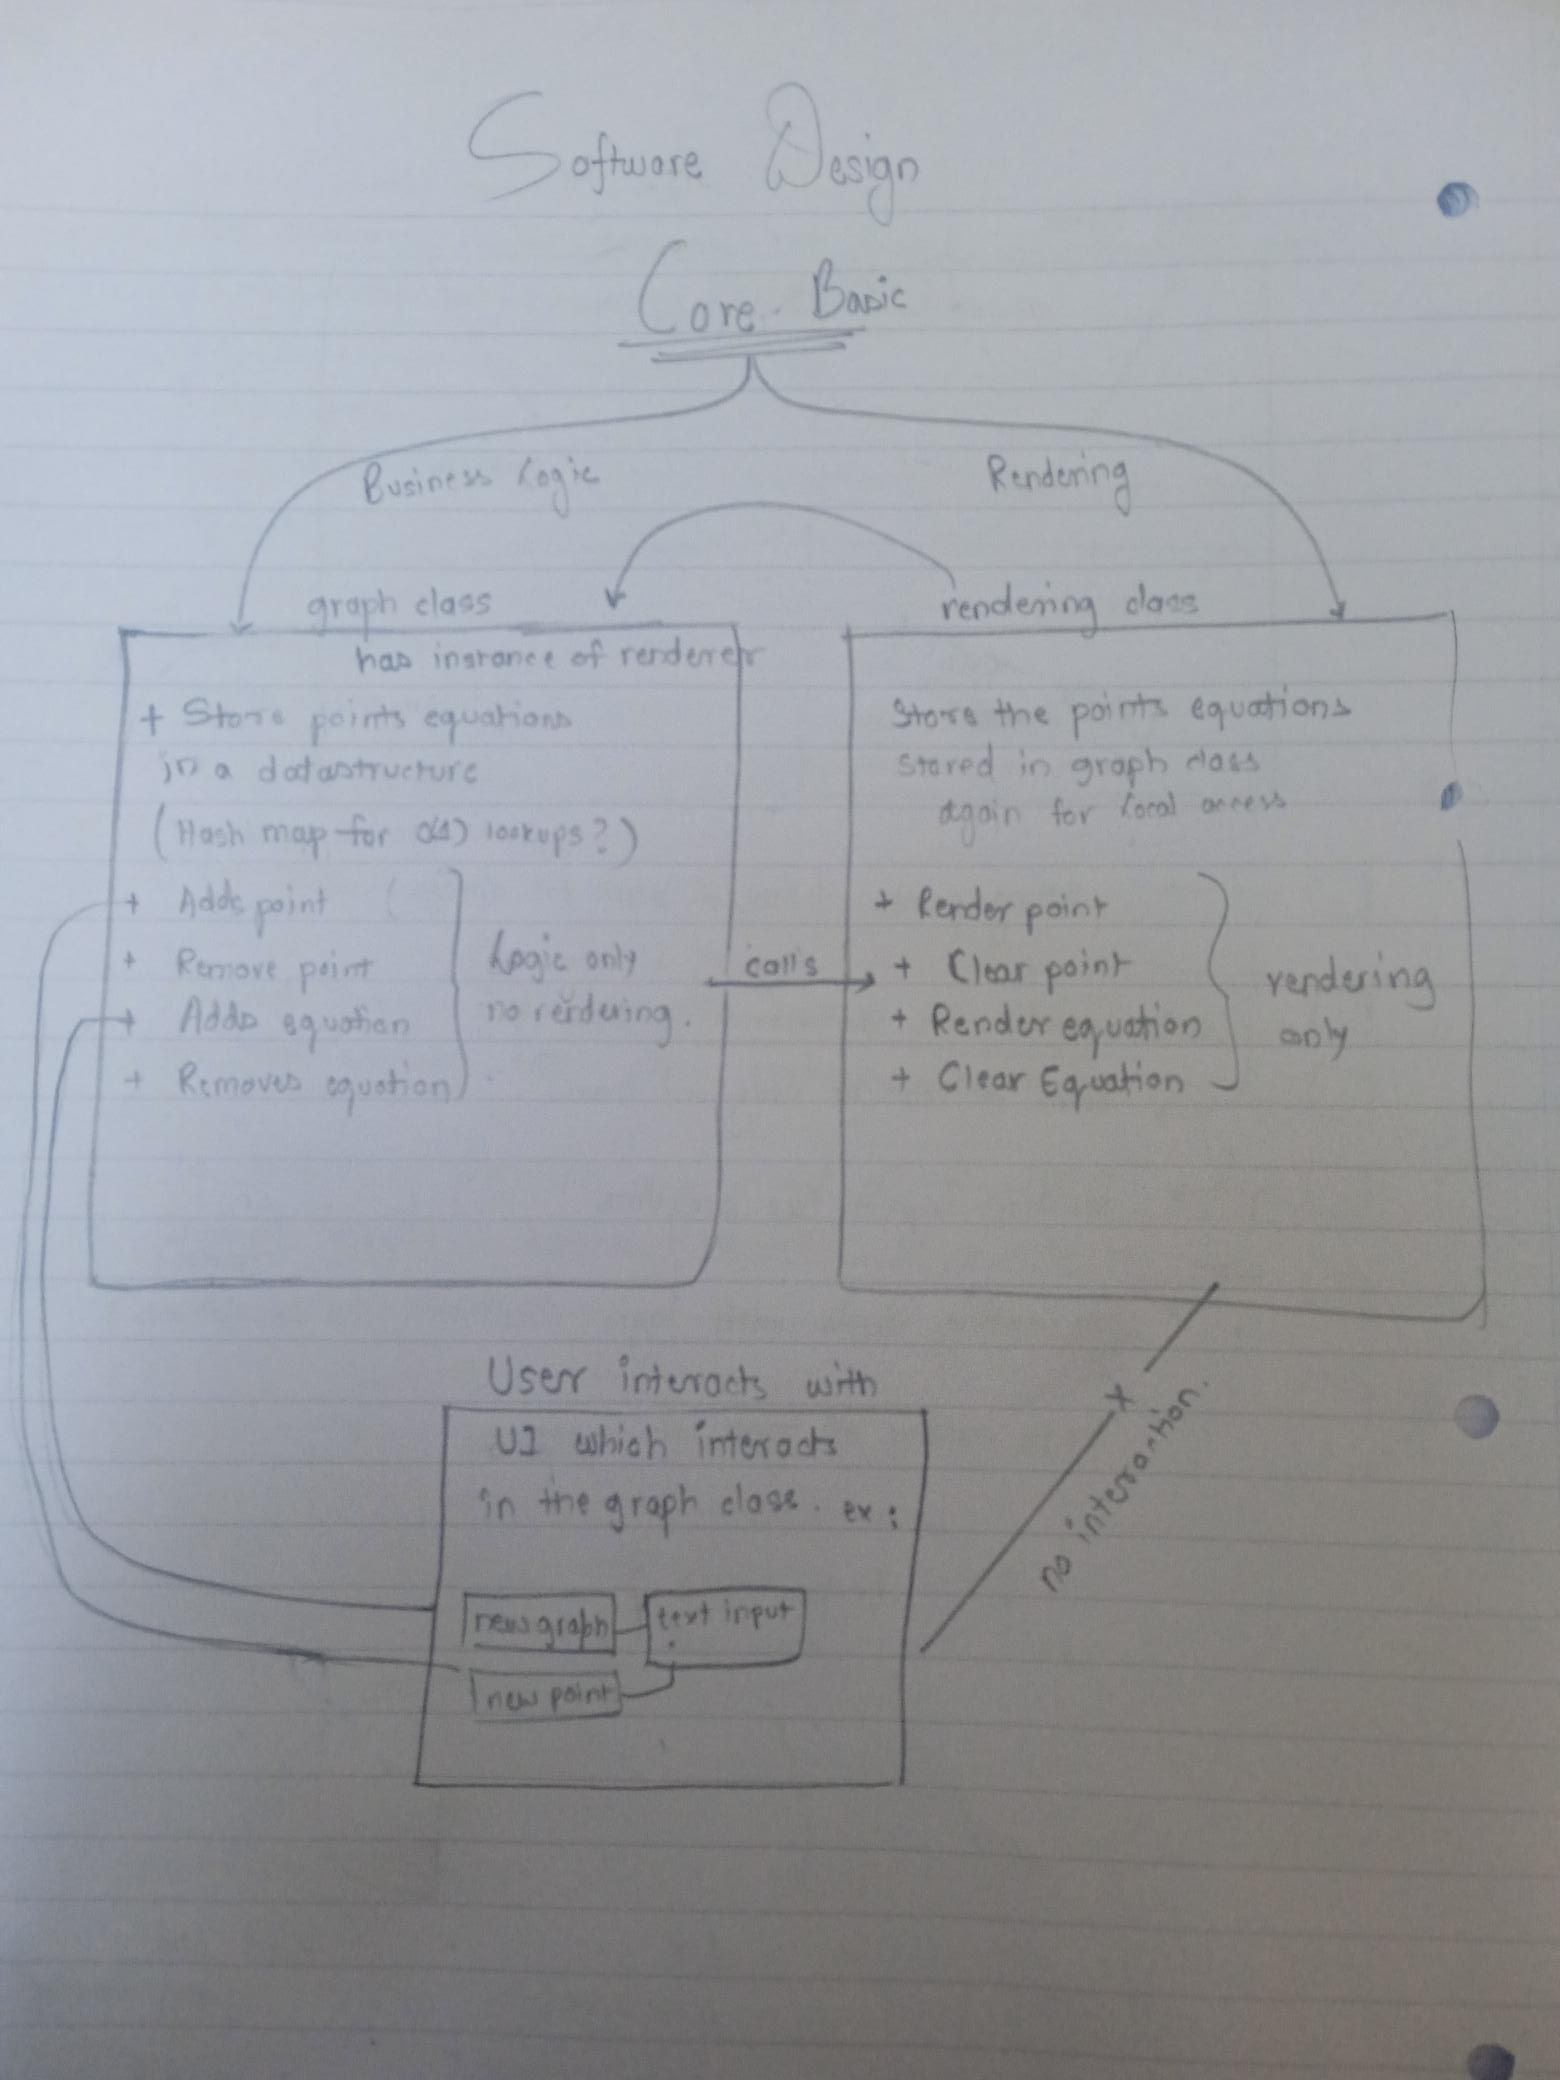 Software Design
Core - Basic
Business Logic
Rendering
graph class
has instance of renderer
+ Store points equations
in a datastructure
(Hash map for O(1) lookups?)
+ Adds point
+ Remove point
+ Adds equation
+ Removes equation
Logic only
no rendering.
calls
rendering class
Store the points equations
stored in graph class
again for local access
+ Render point
+ Clear point
+ Render equation
+ Clear Equation
rendering
only
User interacts with
UI which interacts
in the graph class. ex:
new graph
text input
new point
X
no interaction.